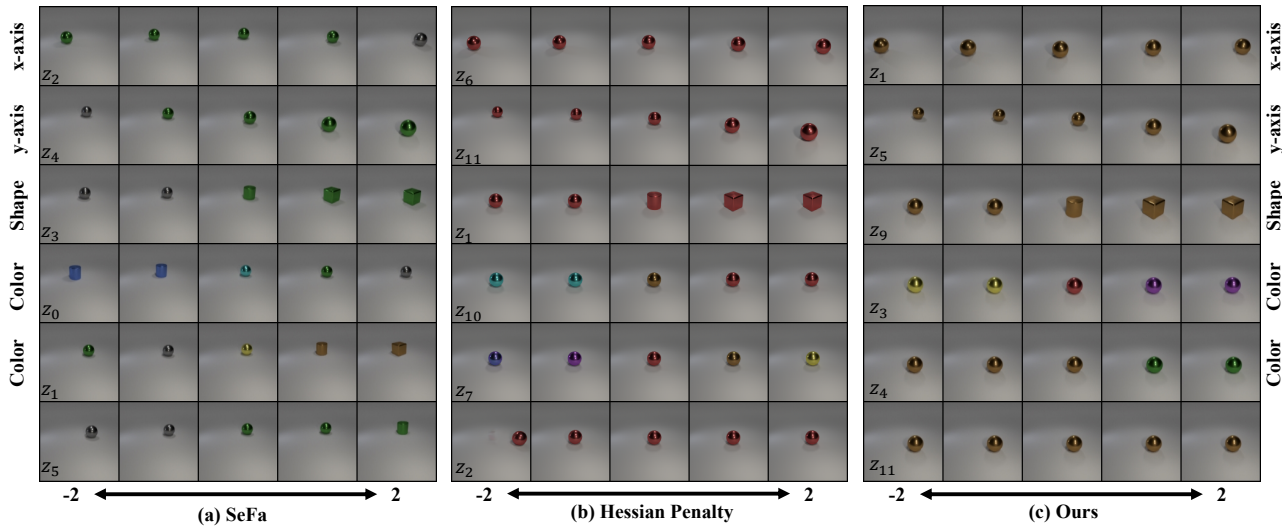 x-axis z₂ z₆ z₁ x-axis
y-axis z₄ z₁₁ z₅ y-axis
Shape z₃ z₁ z₉ Shape
Color z₀ z₁₀ z₃ Color
Color z₁ z₇ z₄ Color
z₅ z₂ z₁₁
-2 2 -2 2 -2 2
(a) SeFa (b) Hessian Penalty (c) Ours